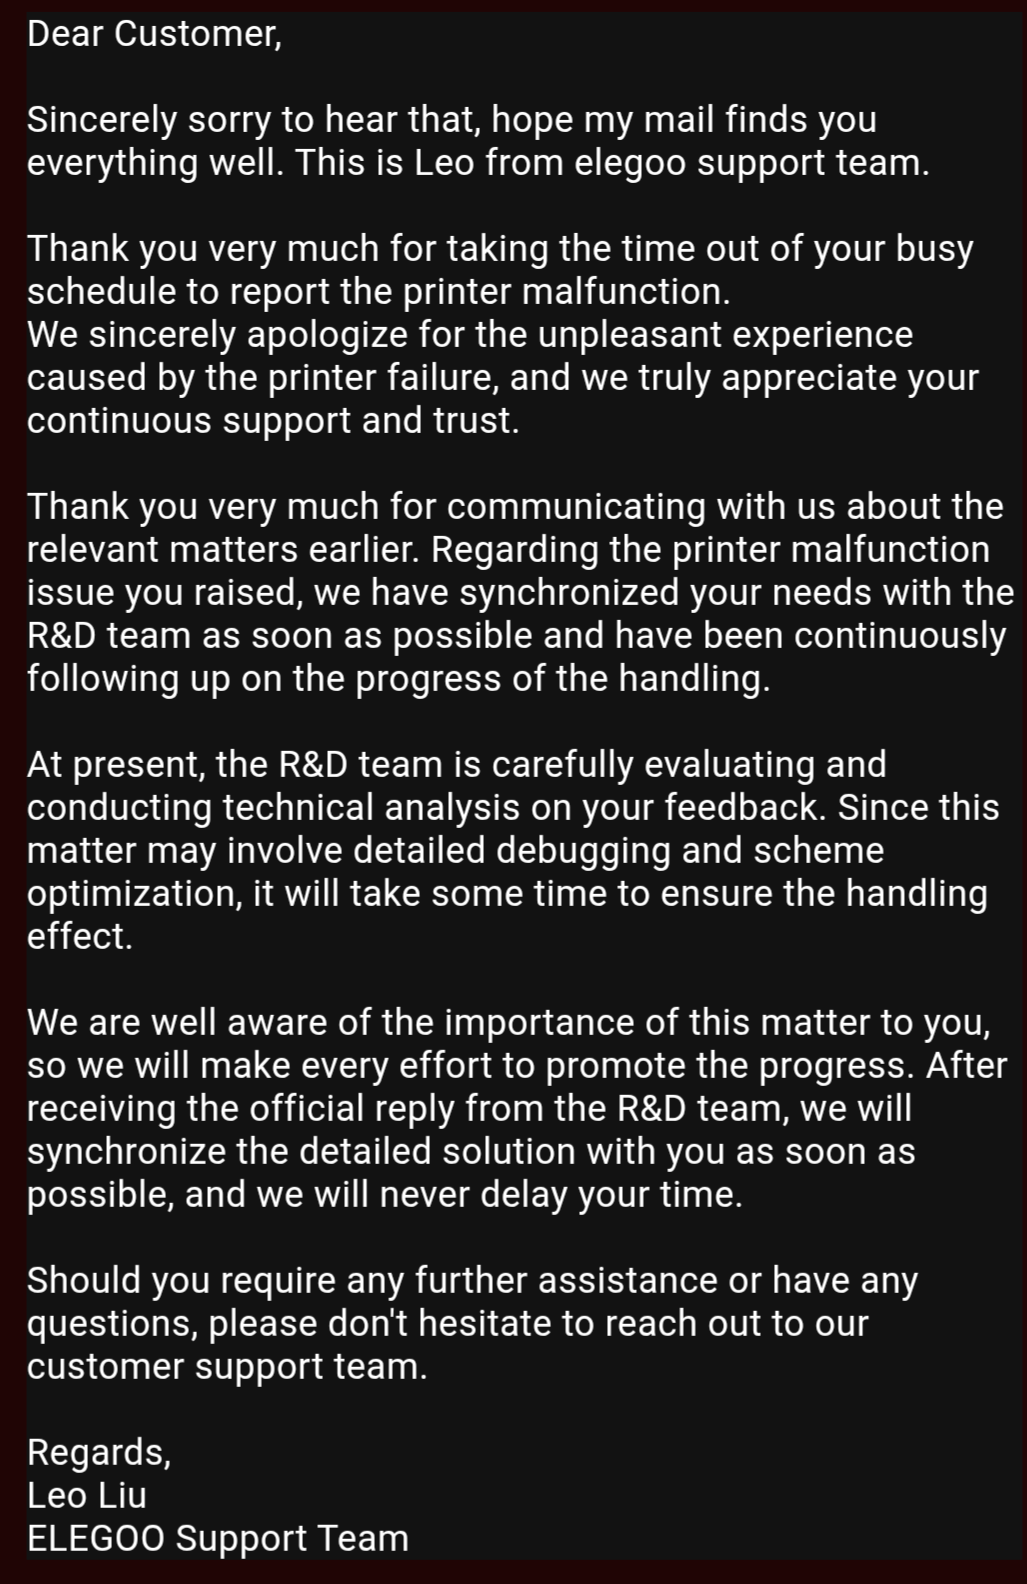 Dear Customer,
Sincerely sorry to hear that, hope my mail finds you
everything well. This is Leo from elegoo support team.
Thank you very much for taking the time out of your busy
schedule to report the printer malfunction.
We sincerely apologize for the unpleasant experience
caused by the printer failure, and we truly appreciate your
continuous support and trust.
Thank you very much for communicating with us about the
relevant matters earlier. Regarding the printer malfunction
issue you raised, we have synchronized your needs with the
R&D team as soon as possible and have been continuously
following up on the progress of the handling.
At present, the R&D team is carefully evaluating and
conducting technical analysis on your feedback. Since this
matter may involve detailed debugging and scheme
optimization, it will take some time to ensure the handling
effect.
We are well aware of the importance of this matter to you,
so we will make every effort to promote the progress. After
receiving the official reply from the R&D team, we will
synchronize the detailed solution with you as soon as
possible, and we will never delay your time.
Should you require any further assistance or have any
questions, please don't hesitate to reach out to our
customer support team.
Regards,
Leo Liu
ELEGOO Support Team